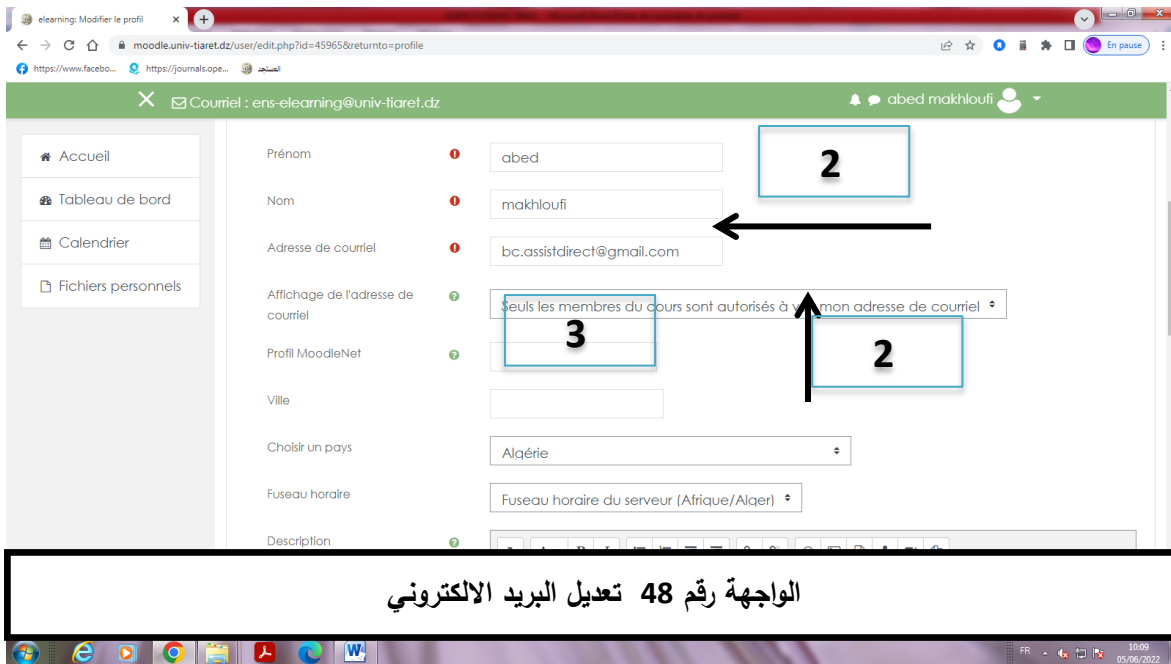 elearning: Modifier le profil
moodle.univ-tiaret.dz/user/edit.php?id=45965&returnto=profile
En pause
https://www.facebo... https://journals.ope... المستجد
Courriel : ens-elearning@univ-tiaret.dz
abed makhloufi
Accueil
Tableau de bord
Calendrier
Fichiers personnels
Prénom abed
2
Nom makhloufi
Adresse de courriel bc.assistdirect@gmail.com
Affichage de l'adresse de courriel
Seuls les membres du cours sont autorisés à mon adresse de courriel
3
2
Profil MoodleNet
Ville
Choisir un pays Algérie
Fuseau horaire Fuseau horaire du serveur (Afrique/Alger)
Description
الواجهة رقم 48 تعديل البريد الالكتروني
FR 10:09
05/06/2022